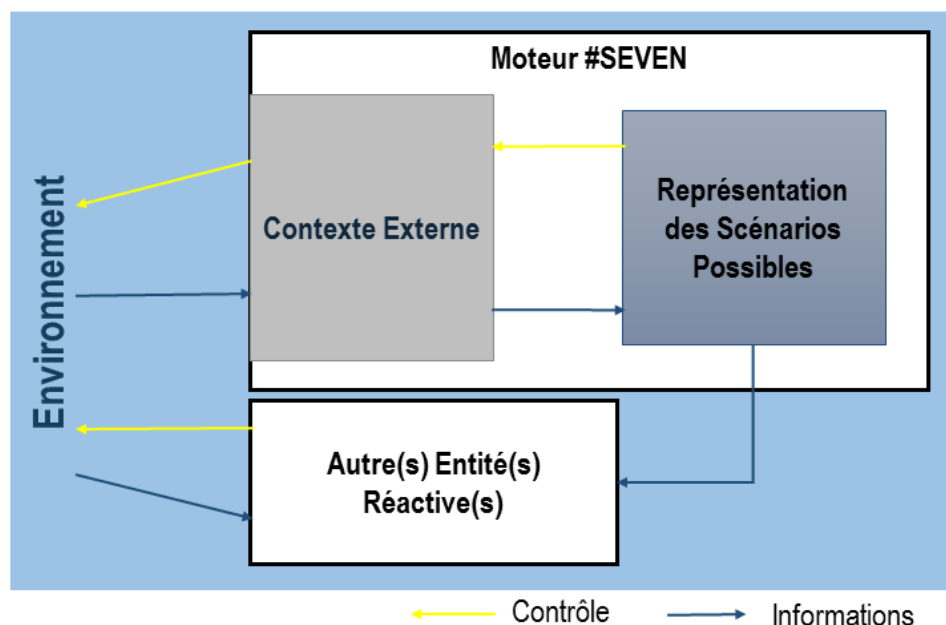 Moteur #SEVEN
Environnement
Contexte Externe
Représentation
des Scénarios
Possibles
Autre(s) Entité(s)
Réactive(s)
Contrôle
Informations